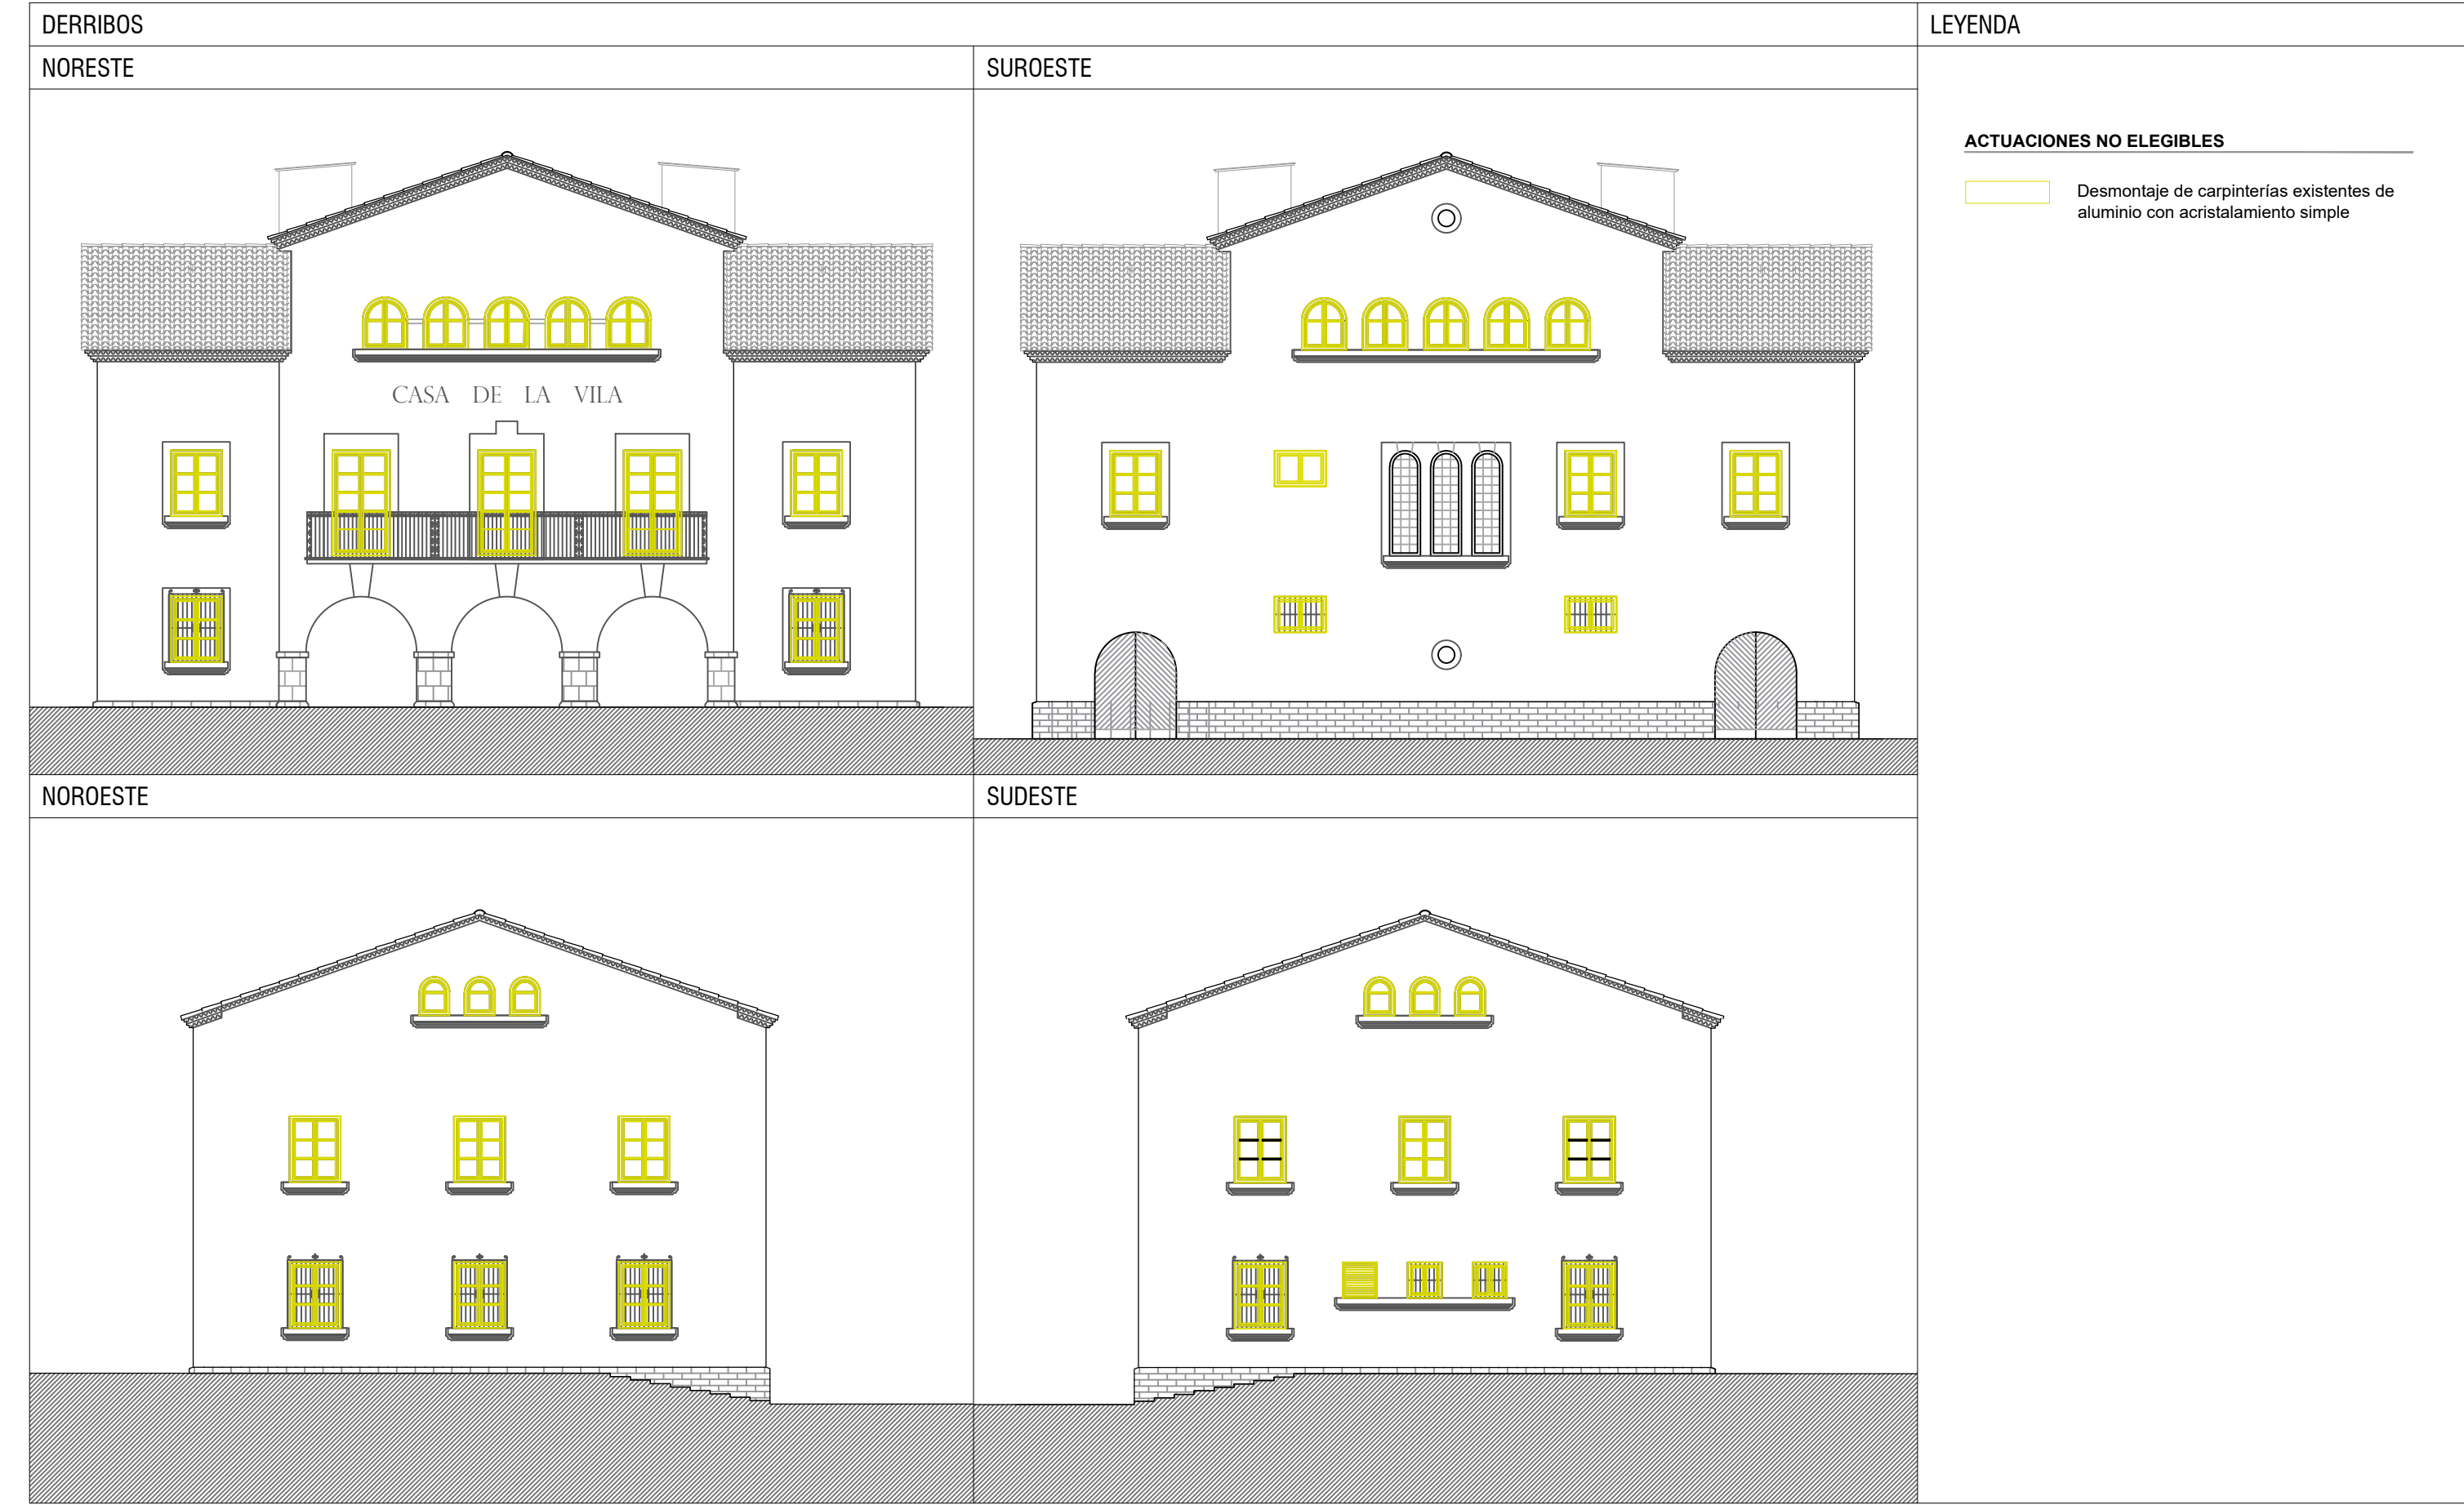 DERRIBOS
LEYENDA
NORESTE
SUROESTE
ACTUACIONES NO ELEGIBLES
Desmontaje de carpinterías existentes de
aluminio con acristalamiento simple
CASA DE LA VILA
NOROESTE
SUDESTE